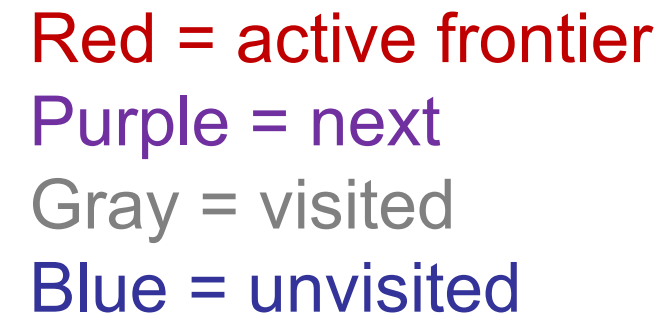 Red = active frontier
Purple = next
Gray = visited
Blue = unvisited